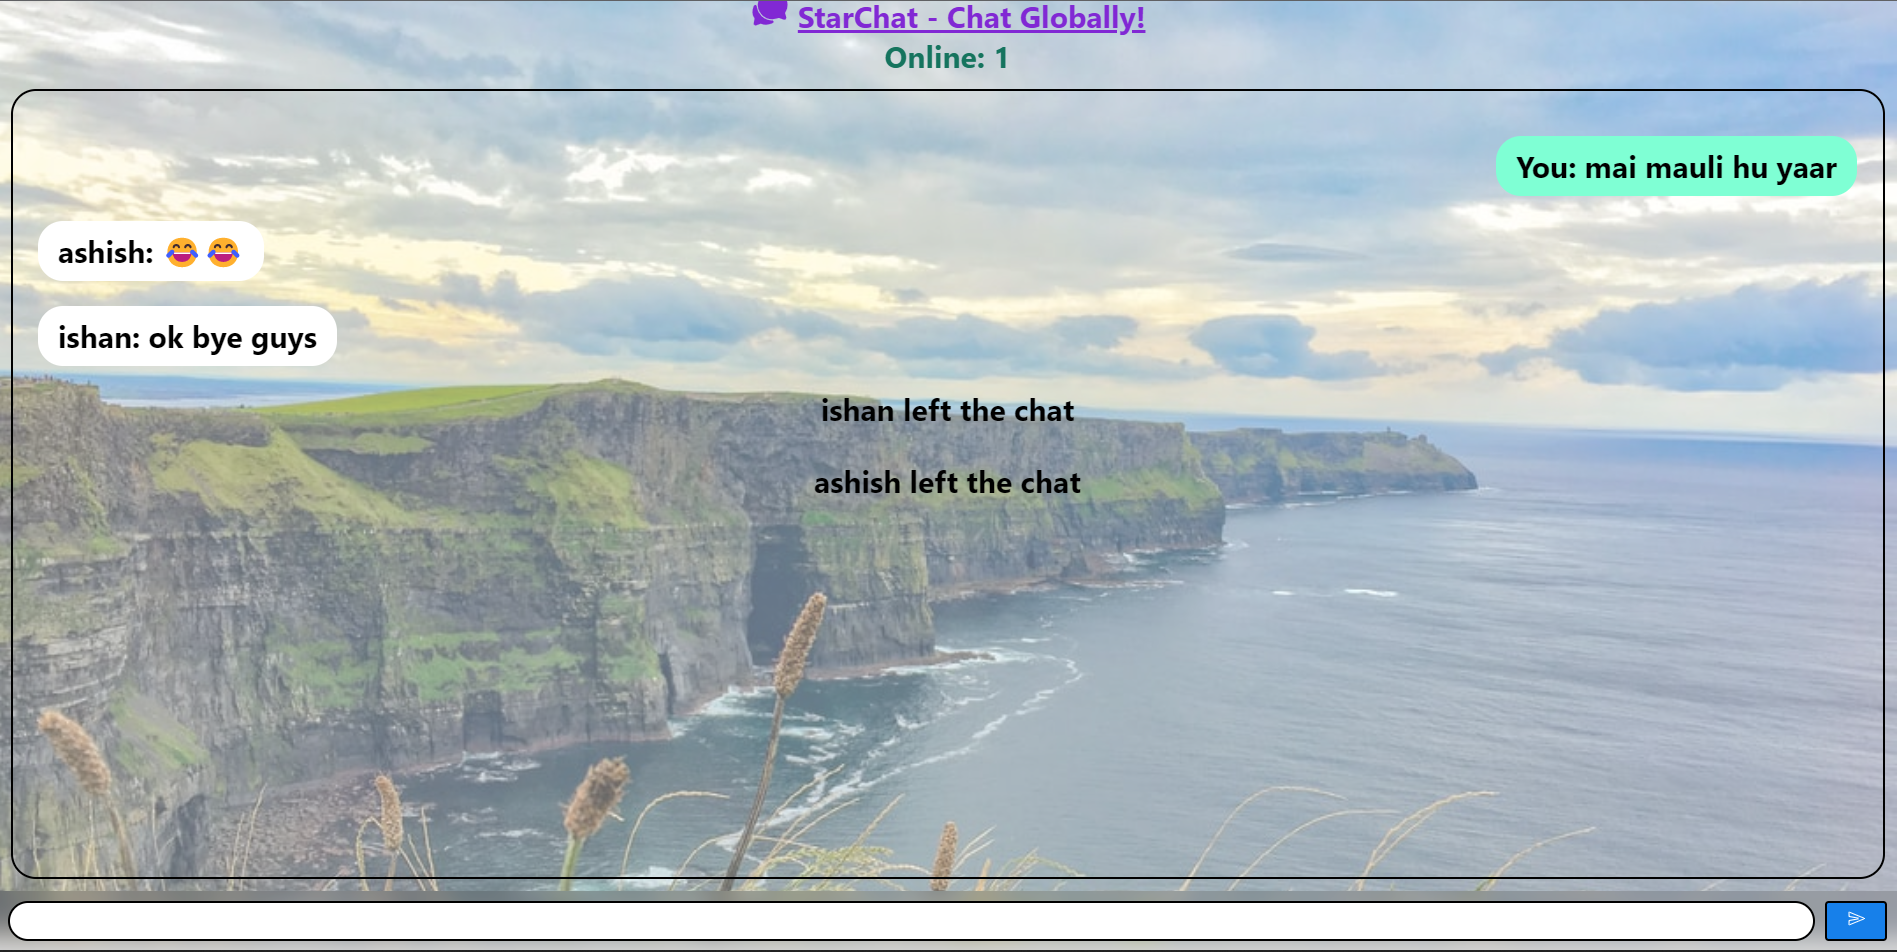 StarChat - Chat Globally!
Online: 1
You: mai mauli hu yaar
ashish: 😂😂
ishan: ok bye guys
ishan left the chat
ashish left the chat